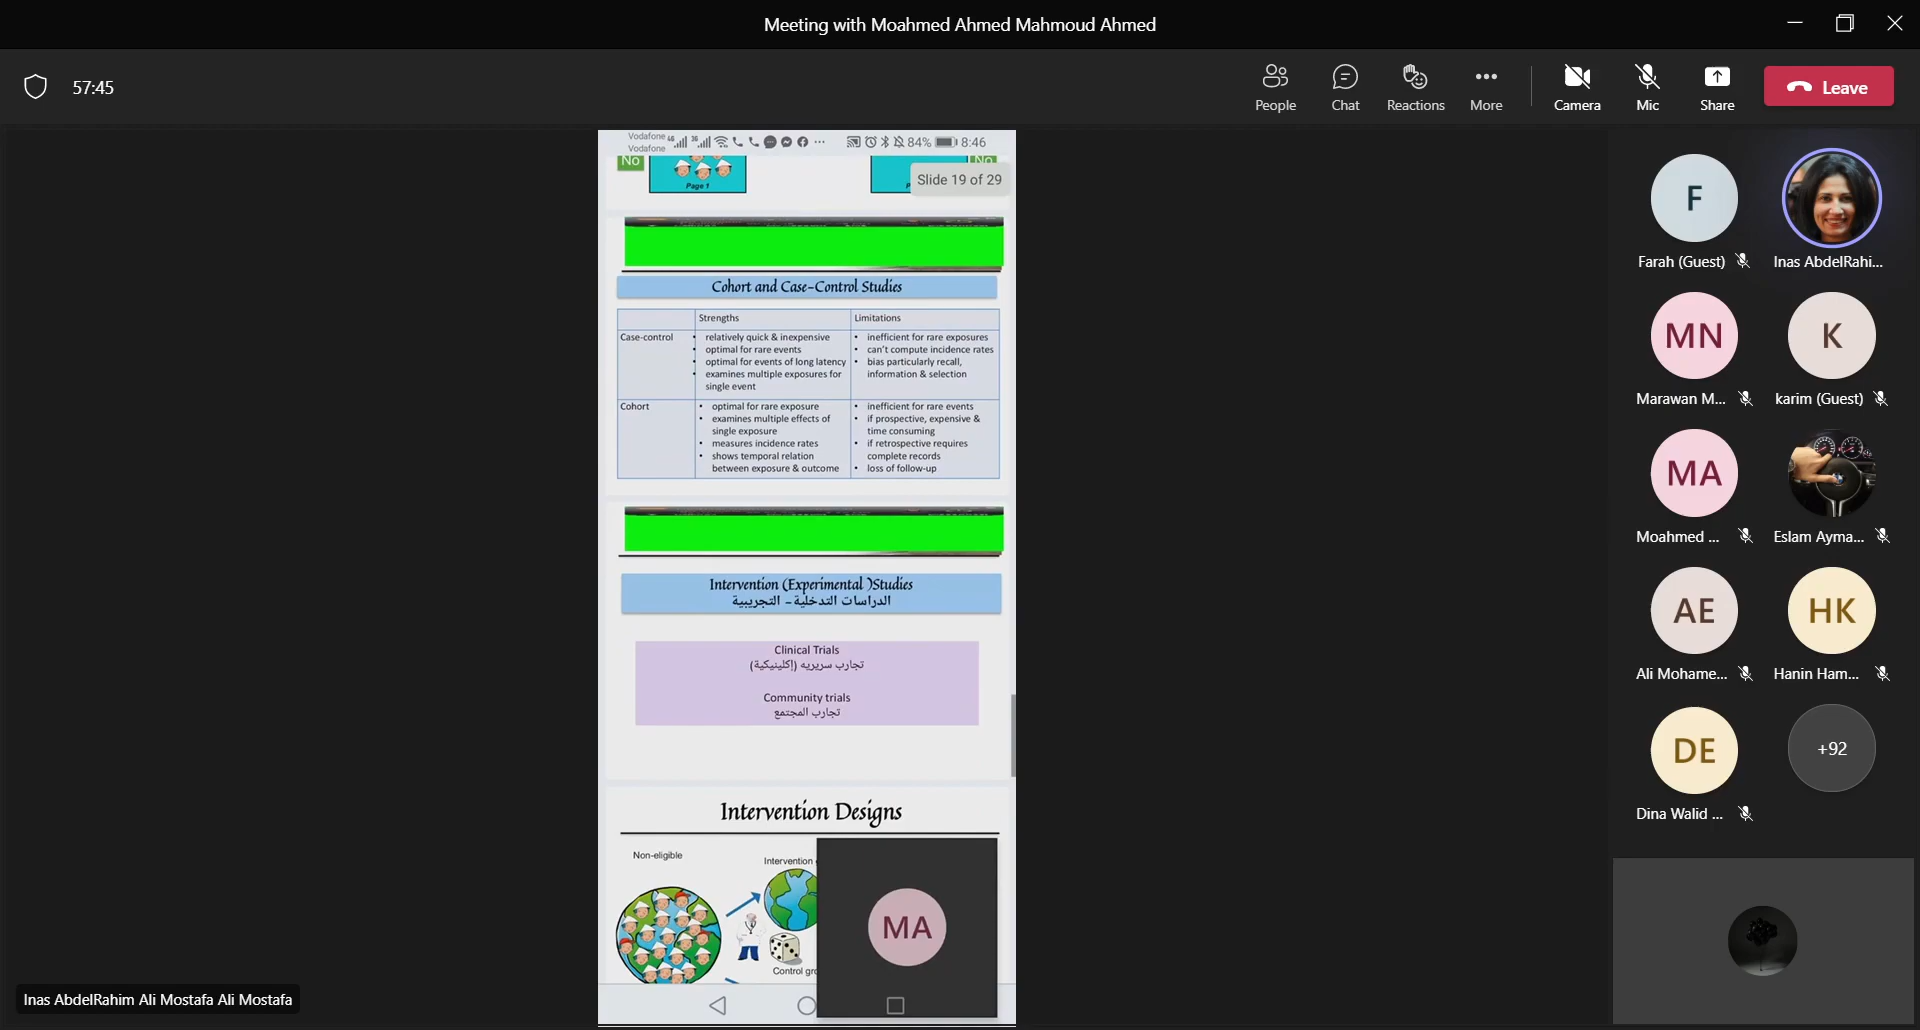 Meeting with Moahmed Ahmed Mahmoud Ahmed
57:45
People
Chat
Reactions
More
Camera
Mic
Share
Leave
Vodafone
Vodafone
4G
3G
84%
8:46
No
Page 1
No
Slide 19 of 29
Cohort and Case-Control Studies
Strengths
Limitations
Case-control
• relatively quick & inexpensive
• optimal for rare events
• optimal for events of long latency
• examines multiple exposures for
single event
• inefficient for rare exposures
• can't compute incidence rates
• bias particularly recall,
information & selection
Cohort
• optimal for rare exposure
• examines multiple effects of
single exposure
• measures incidence rates
• shows temporal relation
between exposure & outcome
• inefficient for rare events
• if prospective, expensive &
time consuming
• if retrospective requires
complete records
• loss of follow-up
Intervention (Experimental )Studies
الدراسات التدخلية – التجريبية
Clinical Trials
تجارب سريريه (إكلينيكية)
Community trials
تجارب المجتمع
Intervention Designs
Non-eligible
Intervention
Control gro
MA
F
Farah (Guest)
Inas AbdelRahi...
MN
Marawan M...
K
karim (Guest)
MA
Moahmed ...
Eslam Ayma...
AE
Ali Mohame...
HK
Hanin Ham...
DE
Dina Walid ...
+92
Inas AbdelRahim Ali Mostafa Ali Mostafa